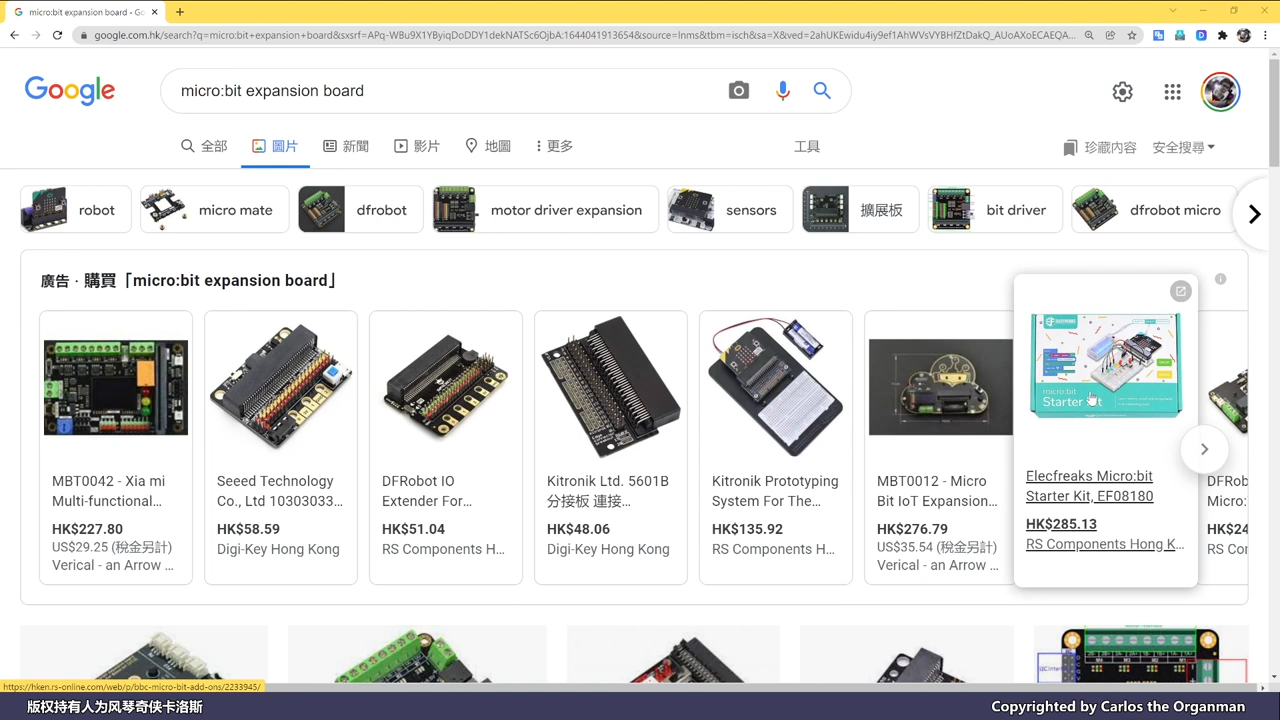 micro:bit expansion board - Go
google.com.hk/search?q=micro:bit+expansion+board&sxsrf=APq-WBu9X1YByiqDoDDY1dekNATSc6OjbA:1644041913654&source=lnms&tbm=isch&sa=X&ved=2ahUKEwidu4iy9ef1AhWVsVYBHfZtDakQ_AUoAXoECAEQA...
Google
micro:bit expansion board
全部 圖片 新聞 影片 地圖 更多 工具 珍藏內容 安全搜尋
robot micro mate dfrobot motor driver expansion sensors 擴展板 bit driver dfrobot micro
廣告 · 購買「micro:bit expansion board」
MBT0042 - Xia mi
Multi-functional…
HK$227.80
US$29.25 (稅金另計)
Verical - an Arrow …
Seeed Technology
Co., Ltd 10303033…
HK$58.59
Digi-Key Hong Kong
DFRobot IO
Extender For…
HK$51.04
RS Components H…
Kitronik Ltd. 5601B
分接板 連接…
HK$48.06
Digi-Key Hong Kong
Kitronik Prototyping
System For The…
HK$135.92
RS Components H…
MBT0012 - Micro
Bit IoT Expansion…
HK$276.79
US$35.54 (稅金另計)
Verical - an Arrow …
micro:bit
Starter Kit
Elecfreaks Micro:bit
Starter Kit, EF08180
HK$285.13
RS Components Hong K…
DFRob
Micro:
HK$24
RS Co
https://hken.rs-online.com/web/p/bbc-micro-bit-add-ons/2233945/
版权持有人为风琴奇侠卡洛斯
Copyrighted by Carlos the Organman